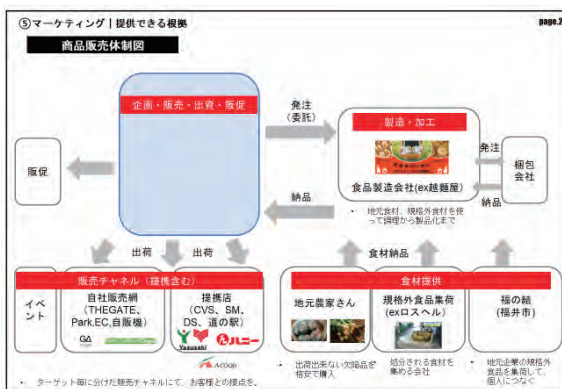 ⑤マーケティング｜提供できる根拠
page.2
商品販売体制図
企画・販売・出資・販促
発注
(委託)
製造・加工
食品製造会社(ex越麺屋)
• 地元食材、規格外食材を使
って調理から製品化まで
発注
梱包
会社
納品
販促
納品
出荷
出荷
食材納品
販売チャネル（提携含む）
イベ
ント
自社販売網
(THEGATE、
Park,EC,自販機)
GA
提携店
(CVS、SM、
DS、道の駅)
Yasusaki
ハニー
A-COOP
• ターゲット毎に分けた販売チャネルにて、お客様との接点を。
食材提供
地元農家さん
• 出荷出来ない欠陥品を
格安で購入
規格外食品集荷
(exロスヘル)
• 処分される食材を
集める会社
福の結
(福井市)
• 地元企業の規格外
食品を集荷して、
個人につなぐ